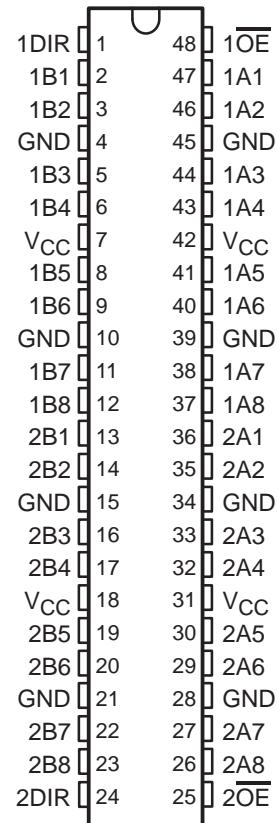 1DIR 1 48 1O̅E̅
1B1 2 47 1A1
1B2 3 46 1A2
GND 4 45 GND
1B3 5 44 1A3
1B4 6 43 1A4
VCC 7 42 VCC
1B5 8 41 1A5
1B6 9 40 1A6
GND 10 39 GND
1B7 11 38 1A7
1B8 12 37 1A8
2B1 13 36 2A1
2B2 14 35 2A2
GND 15 34 GND
2B3 16 33 2A3
2B4 17 32 2A4
VCC 18 31 VCC
2B5 19 30 2A5
2B6 20 29 2A6
GND 21 28 GND
2B7 22 27 2A7
2B8 23 26 2A8
2DIR 24 25 2O̅E̅